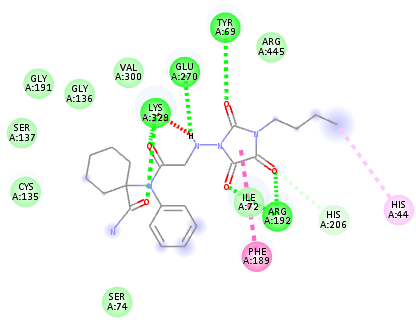 TYR
A:69
ARG
A:445
VAL
A:300
GLU
A:270
GLY
A:191
GLY
A:136
LYS
A:329
H
SER
A:137
O
O
N
N
N
O
N
O
O
CYS
A:135
O
N
ILE
A:72
ARG
A:192
HIS
A:206
HIS
A:44
PHE
A:189
SER
A:74